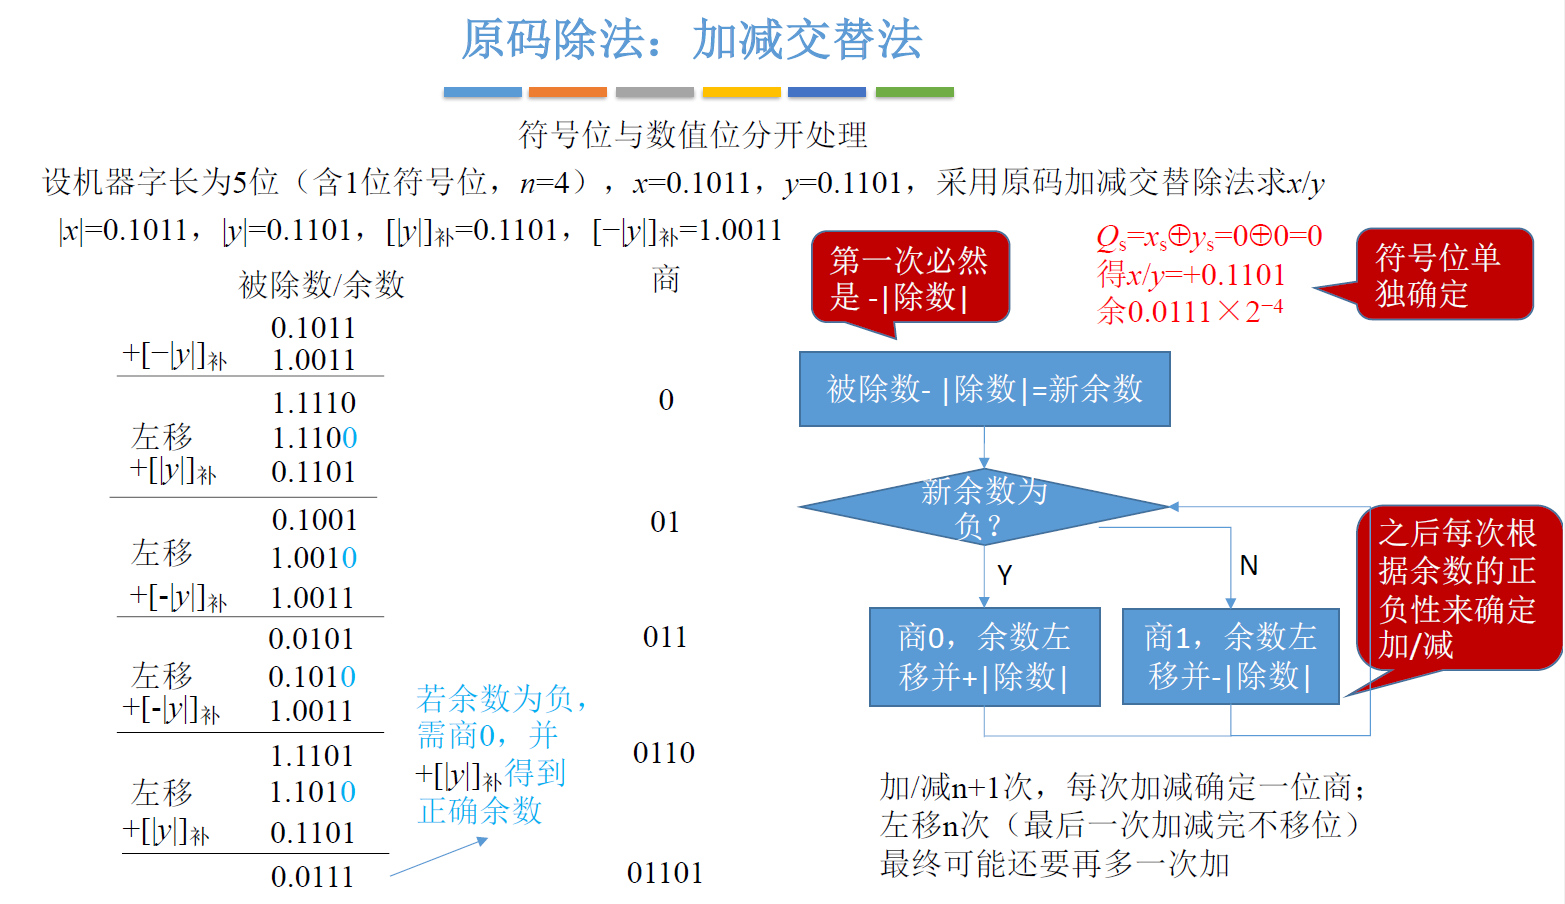 原码除法：加减交替法
符号位与数值位分开处理
设机器字长为5位（含1位符号位，n=4），x=0.1011，y=0.1101，采用原码加减交替除法求x/y
|x|=0.1011，|y|=0.1101，[|y|]补=0.1101，[−|y|]补=1.0011
被除数/余数
商
0.1011
+[−|y|]补 1.0011
1.1110
0
左移 1.1100
+[|y|]补 0.1101
0.1001
01
左移 1.0010
+[-|y|]补 1.0011
0.0101
011
左移 0.1010
+[-|y|]补 1.0011
1.1101
0110
左移 1.1010
+[|y|]补 0.1101
0.0111
01101
若余数为负，
需商0，并
+[|y|]补得到
正确余数
第一次必然
是 -|除数|
Qs=xs⊕ys=0⊕0=0
得x/y=+0.1101
余0.0111×2⁻⁴
符号位单
独确定
被除数- |除数|=新余数
新余数为
负？
Y
N
商0，余数左
移并+|除数|
商1，余数左
移并-|除数|
之后每次根
据余数的正
负性来确定
加/减
加/减n+1次，每次加减确定一位商；
左移n次（最后一次加减完不移位）
最终可能还要再多一次加